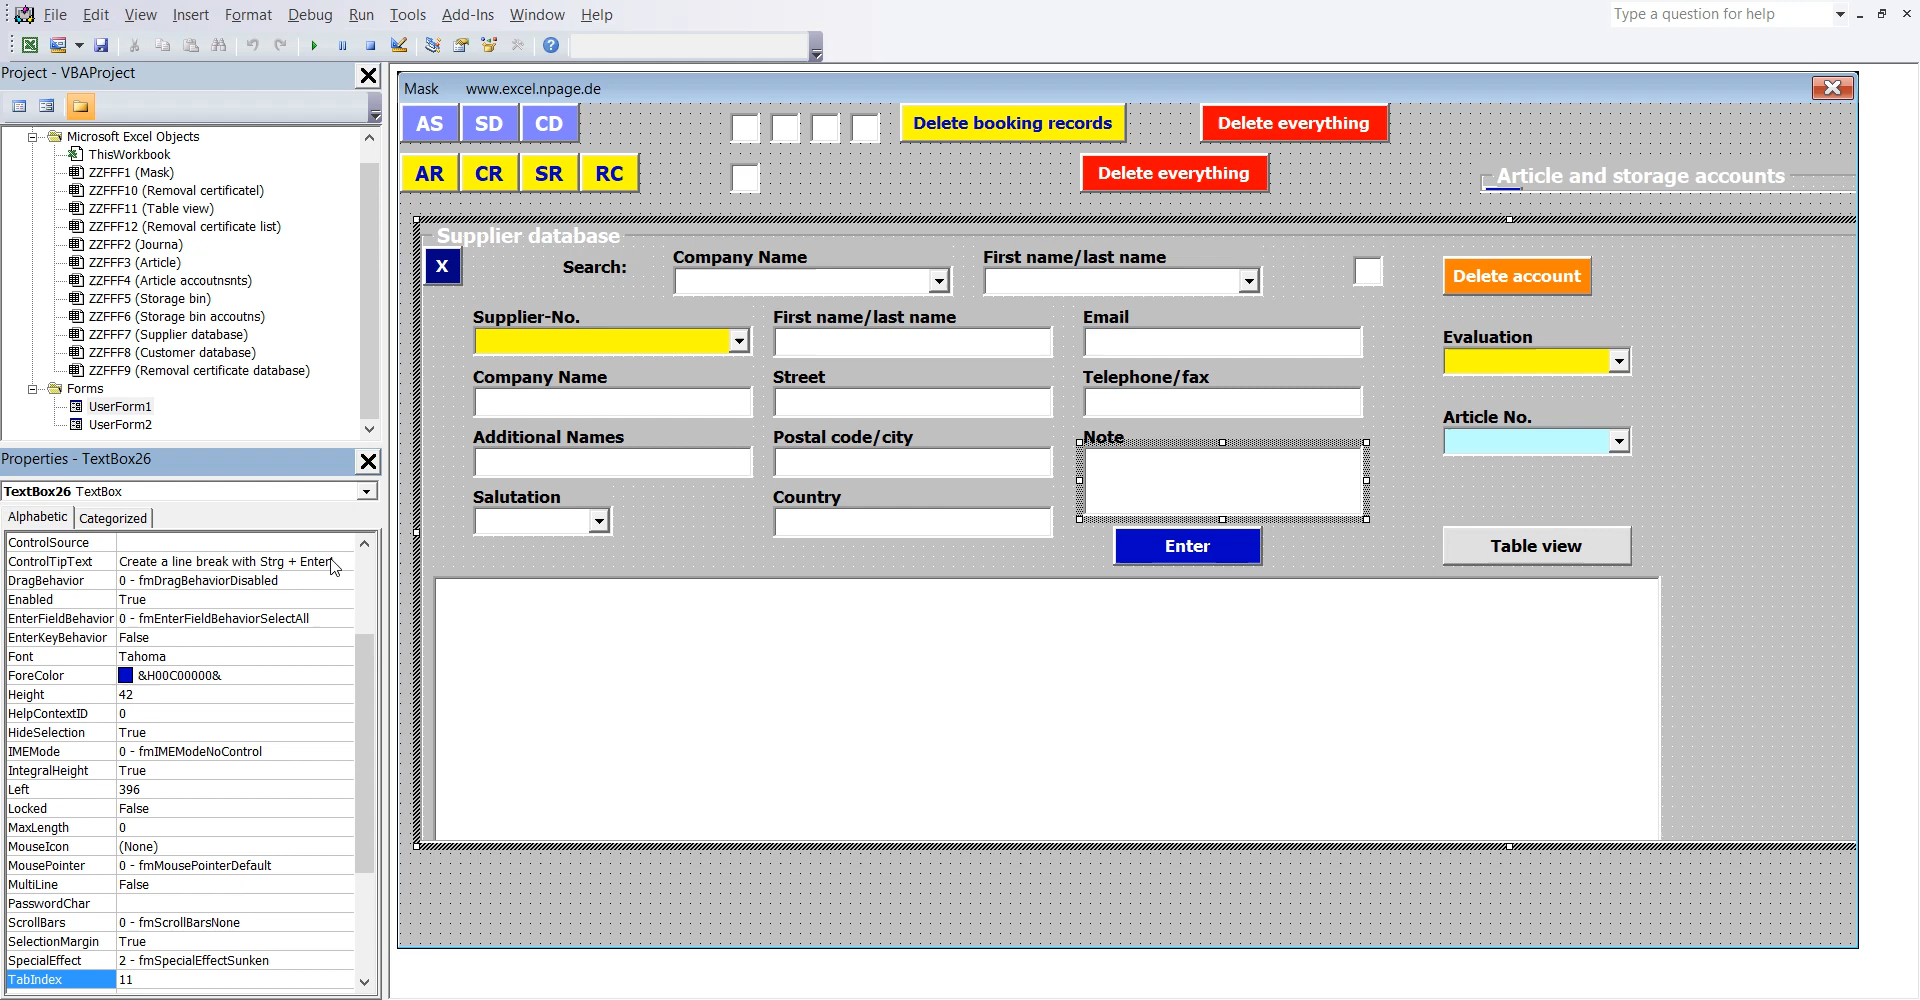 File Edit View Insert Format Debug Run Tools Add-Ins Window Help
Type a question for help
Project - VBAProject
Microsoft Excel Objects
ThisWorkbook
ZZFFF1 (Mask)
ZZFFF10 (Removal certificatel)
ZZFFF11 (Table view)
ZZFFF12 (Removal certificate list)
ZZFFF2 (Journa)
ZZFFF3 (Article)
ZZFFF4 (Article accoutnsnts)
ZZFFF5 (Storage bin)
ZZFFF6 (Storage bin accoutns)
ZZFFF7 (Supplier database)
ZZFFF8 (Customer database)
ZZFFF9 (Removal certificate database)
Forms
UserForm1
UserForm2
Properties - TextBox26
TextBox26 TextBox
Alphabetic Categorized
ControlSource
ControlTipText Create a line break with Strg + Enter
DragBehavior 0 - fmDragBehaviorDisabled
Enabled True
EnterFieldBehavior 0 - fmEnterFieldBehaviorSelectAll
EnterKeyBehavior False
Font Tahoma
ForeColor &H00C00000&
Height 42
HelpContextID 0
HideSelection True
IMEMode 0 - fmIMEModeNoControl
IntegralHeight True
Left 396
Locked False
MaxLength 0
MouseIcon (None)
MousePointer 0 - fmMousePointerDefault
MultiLine False
PasswordChar
ScrollBars 0 - fmScrollBarsNone
SelectionMargin True
SpecialEffect 2 - fmSpecialEffectSunken
TabIndex 11
Mask www.excel.npage.de
AS SD CD Delete booking records Delete everything
AR CR SR RC Delete everything Article and storage accounts
Supplier database
X Search: Company Name First name/last name Delete account
Supplier-No. First name/last name Email Evaluation
Company Name Street Telephone/fax Article No.
Additional Names Postal code/city Note
Salutation Country
Enter Table view